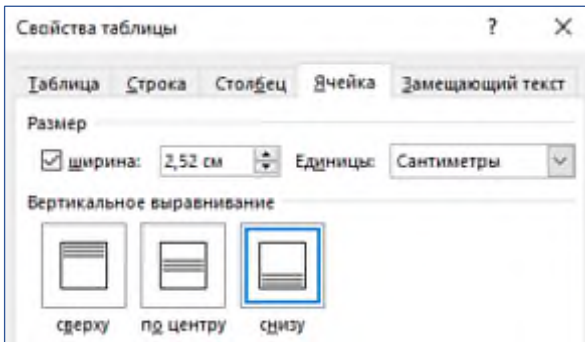 Свойства таблицы ? ×
Таблица Строка Столбец Ячейка Замещающий текст
Размер
ширина: 2,52 см Единицы: Сантиметры
Вертикальное выравнивание
сверху по центру снизу